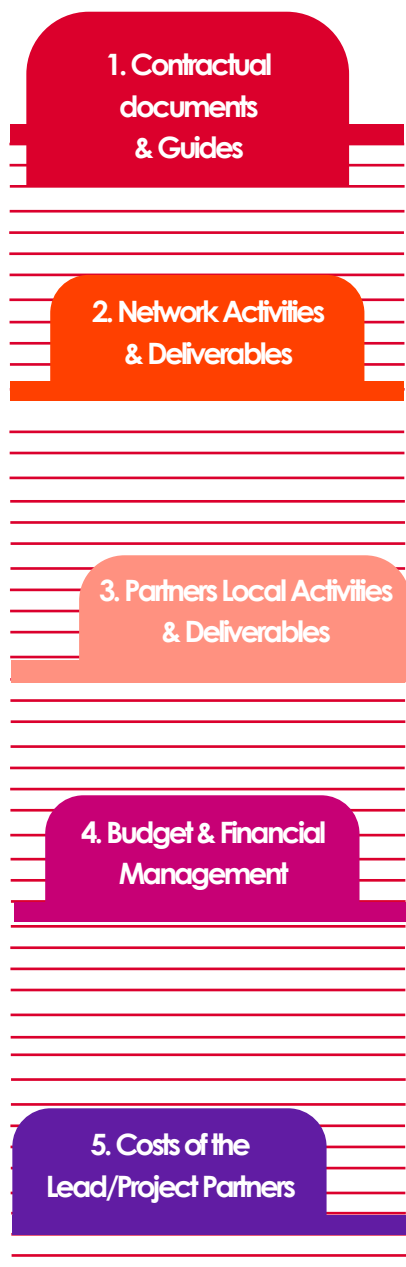 1. Contractual
documents
& Guides
2. Network Activities
& Deliverables
3. Partners Local Activities
& Deliverables
4. Budget & Financial
Management
5. Costs of the
Lead/Project Partners